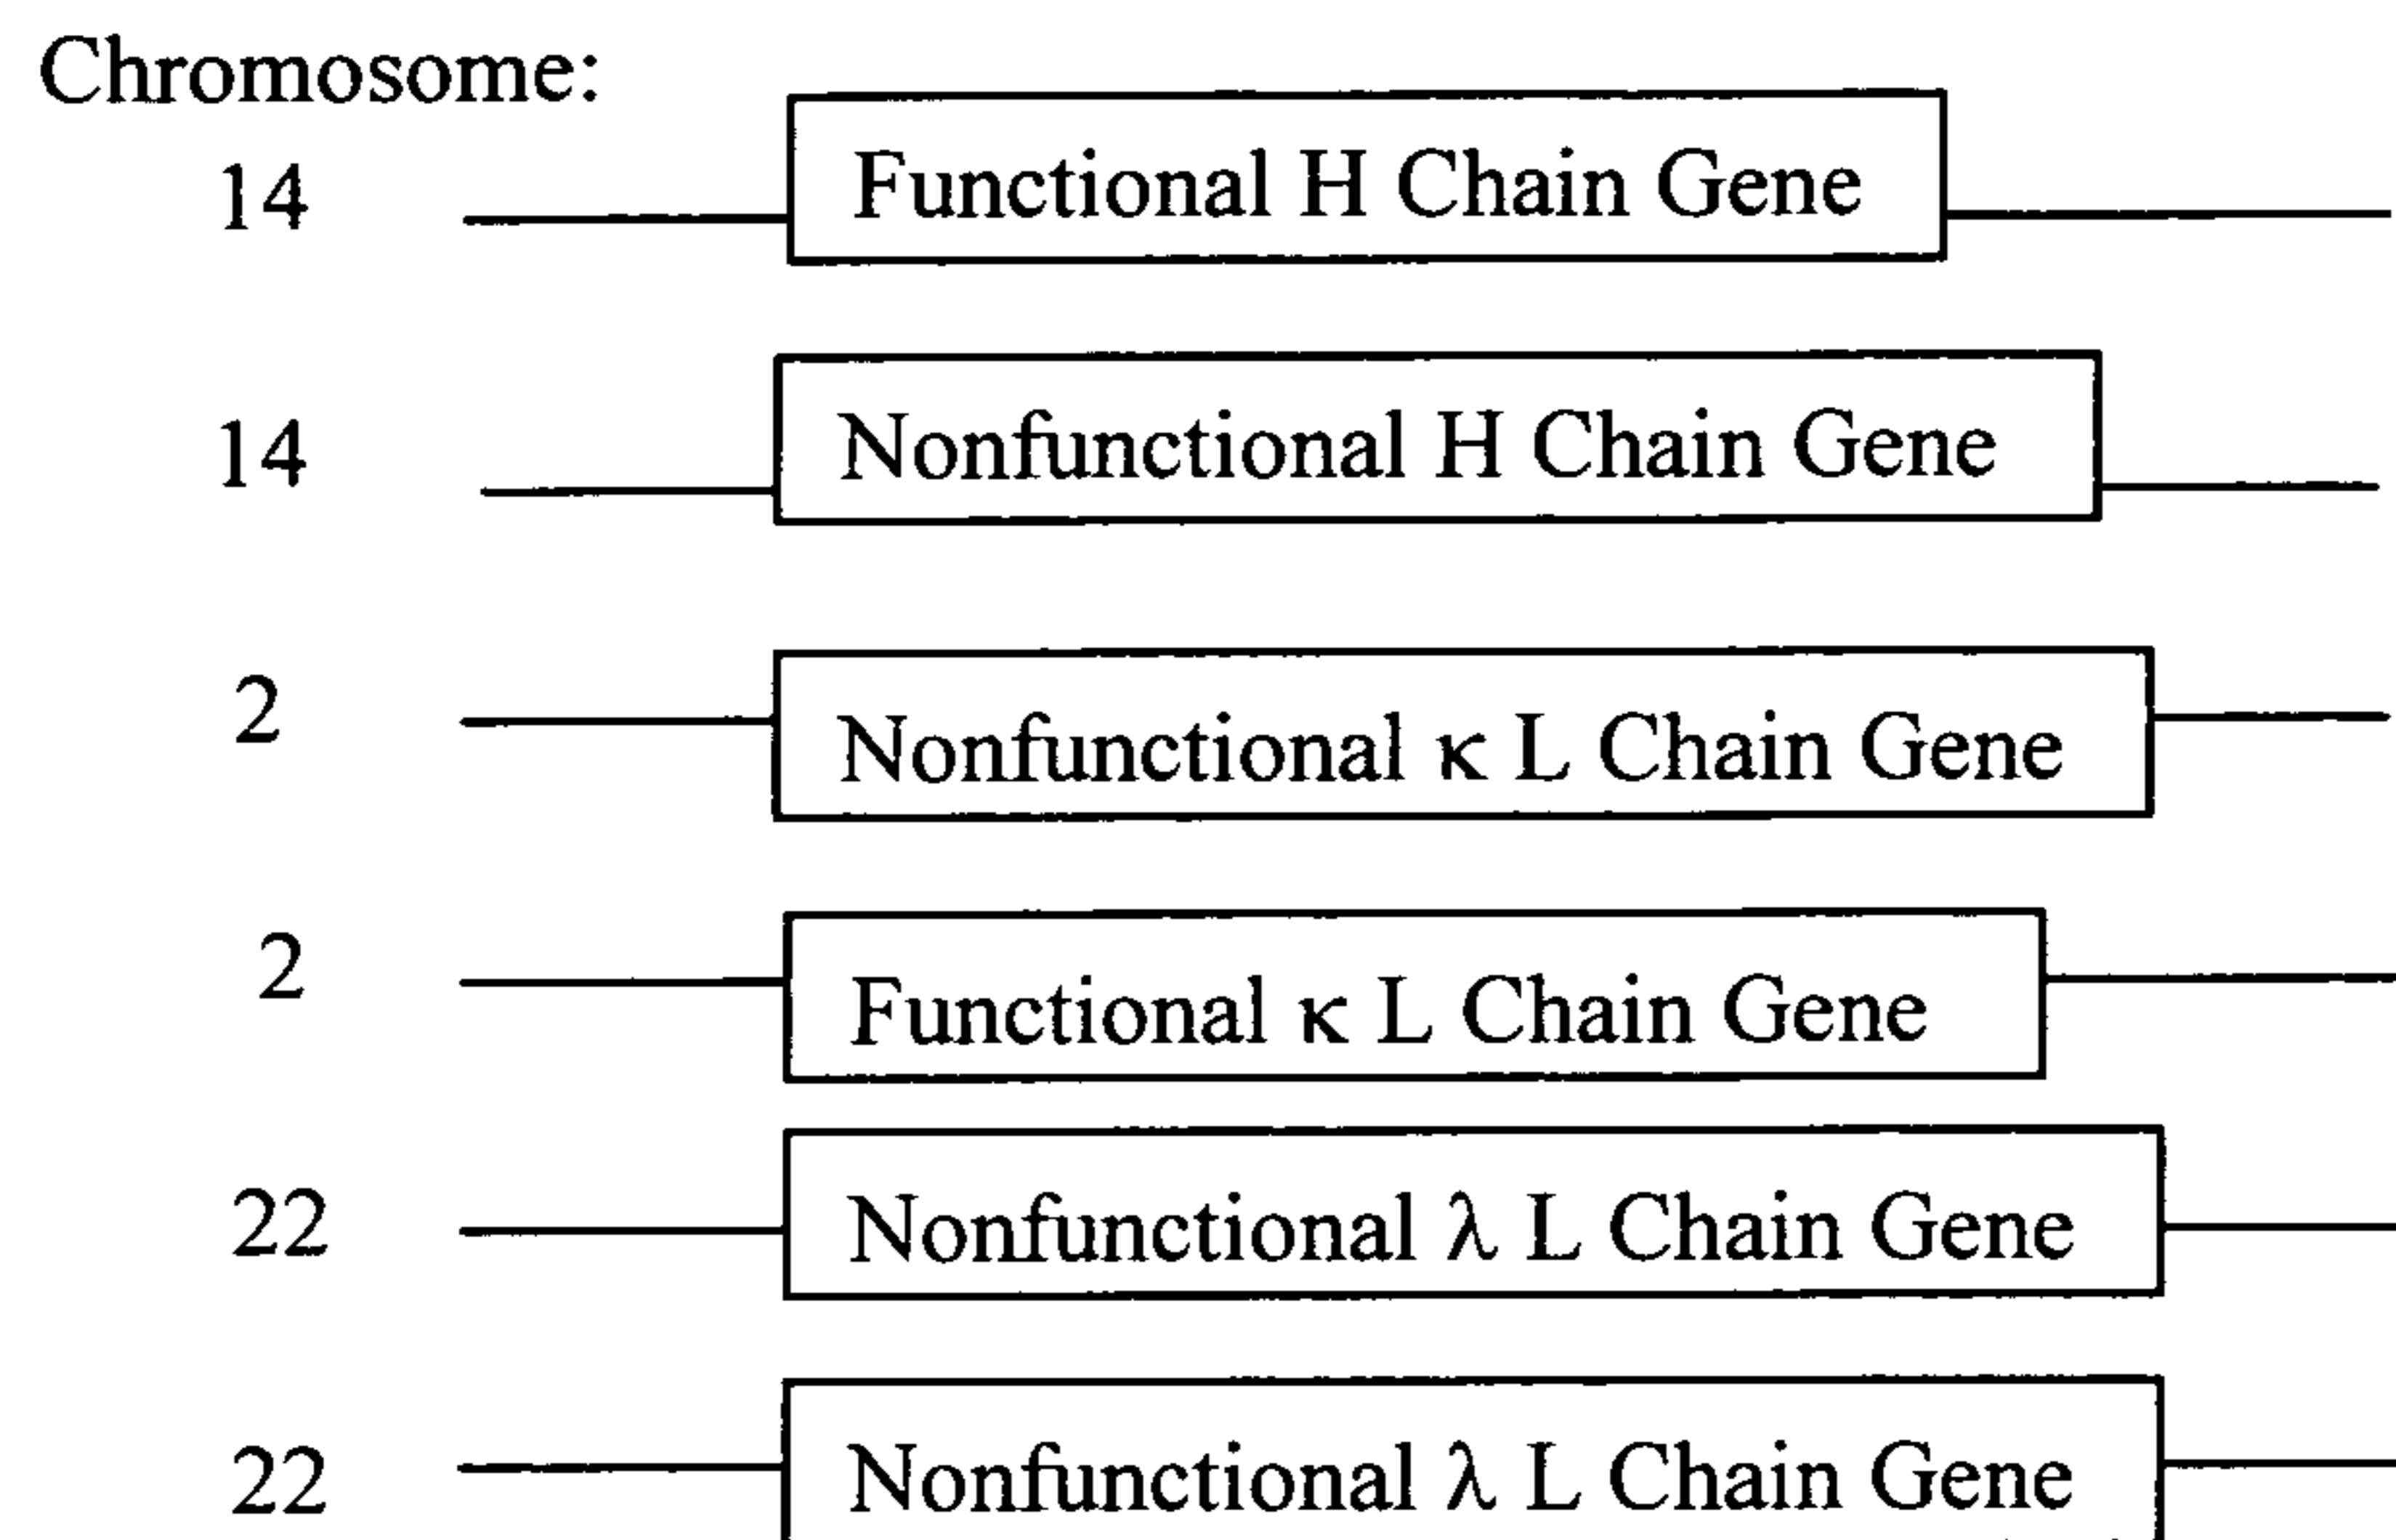 Chromosome:
14 Functional H Chain Gene
14 Nonfunctional H Chain Gene
2 Nonfunctional κ L Chain Gene
2 Functional κ L Chain Gene
22 Nonfunctional λ L Chain Gene
22 Nonfunctional λ L Chain Gene